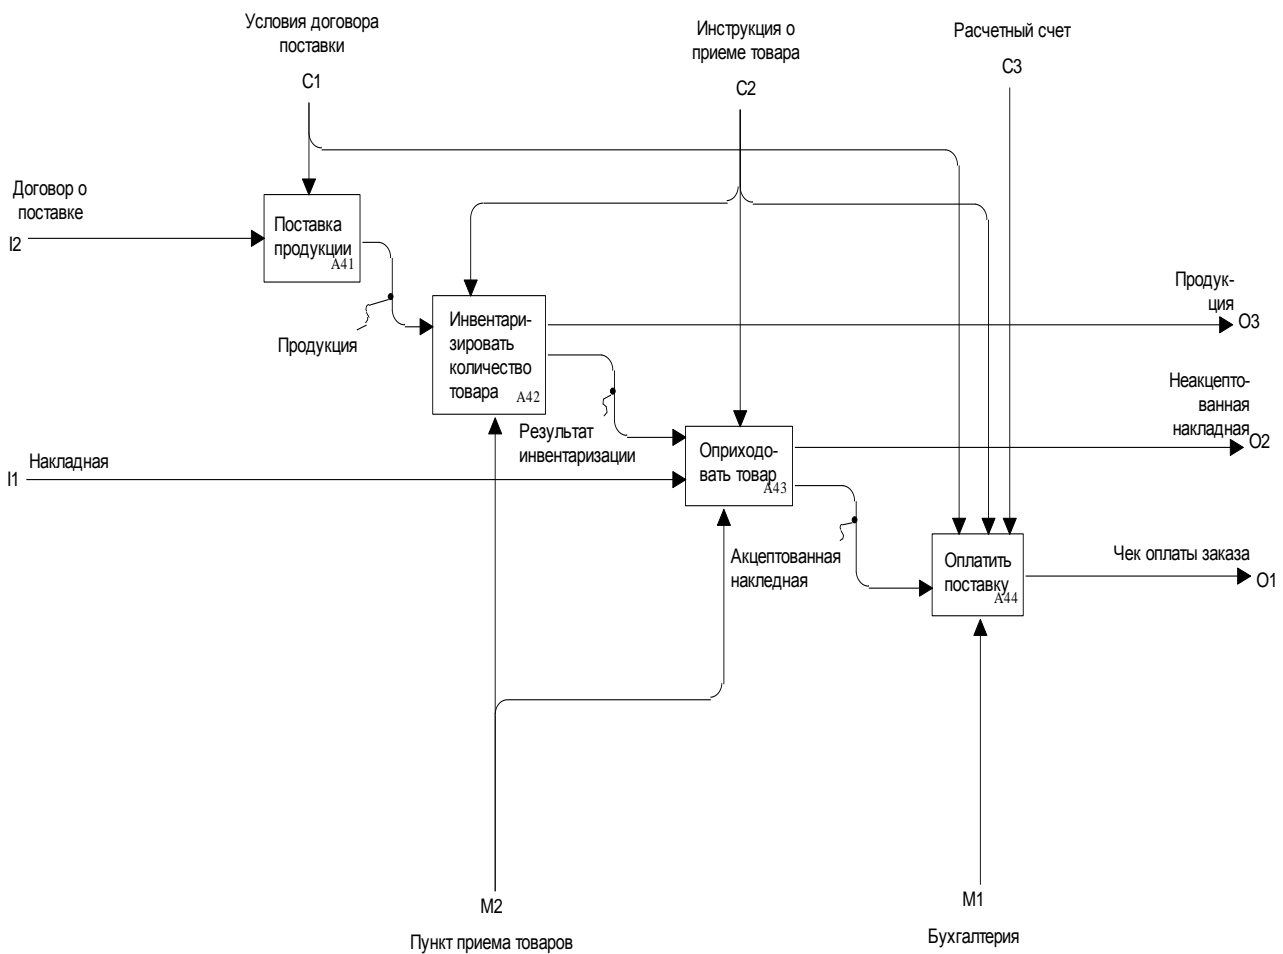 Условия договора
поставки
C1
Инструкция о
приеме товара
C2
Расчетный счет
C3
Договор о
поставке
I2
Поставка
продукции
A41
Продукция
Инвентари-
зировать
количество
товара
A42
Продук-
ция
O3
Результат
инвентаризации
Неакцепто-
ванная
накладная
O2
Накладная
I1
Оприходо-
вать товар
A43
Акцептованная
накледная
Оплатить
поставку
A44
Чек оплаты заказа
O1
M2
Пункт приема товаров
M1
Бухгалтерия